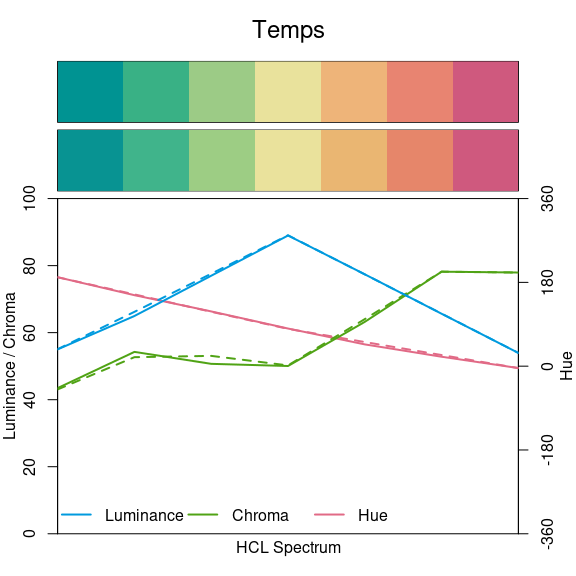 Temps
100
80
60
40
20
0
Luminance / Chroma
360
180
0
-180
-360
Hue
Luminance
Chroma
Hue
HCL Spectrum